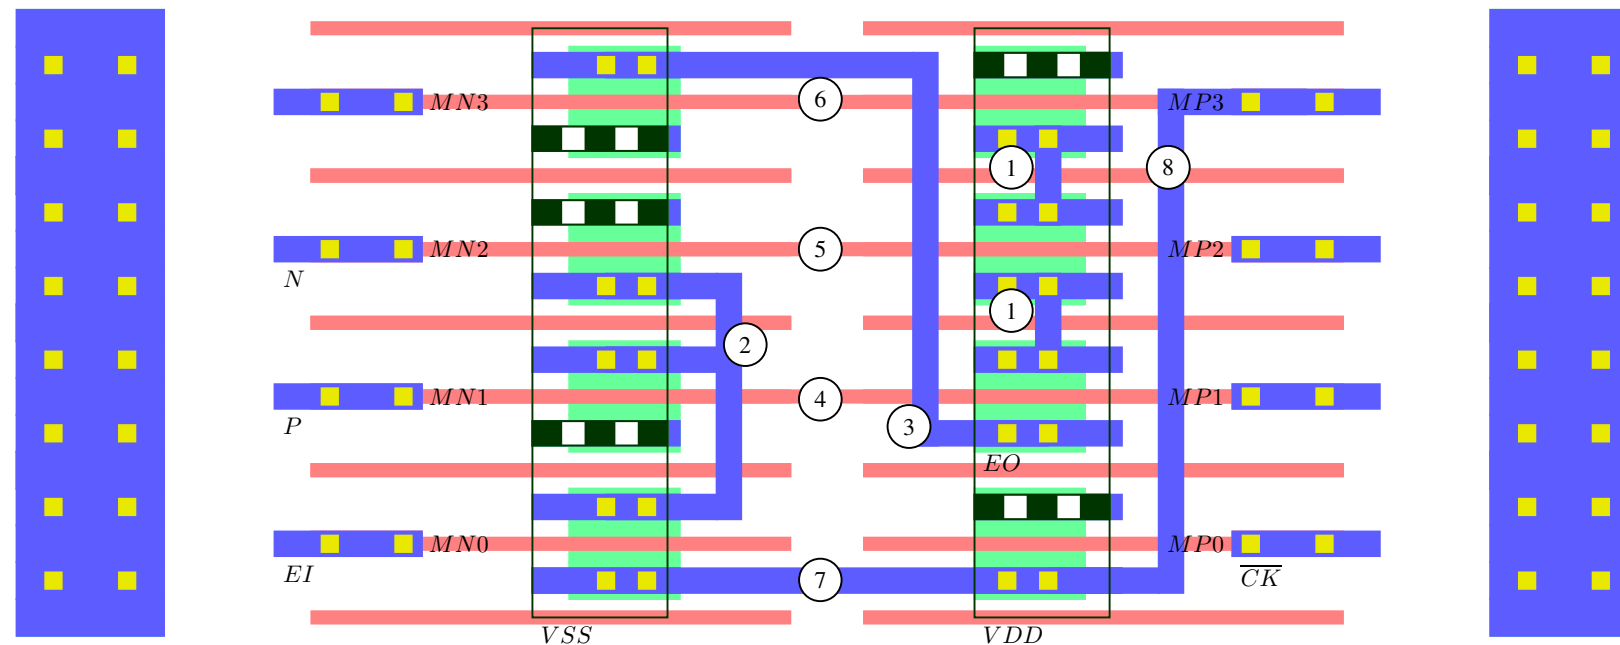 6
MN3
MP3
1
8
MN2
5
MP2
N
1
2
MN1
4
MP1
P
3
EO
MN0
MP0
EI
7
\overline{CK}
VSS
VDD